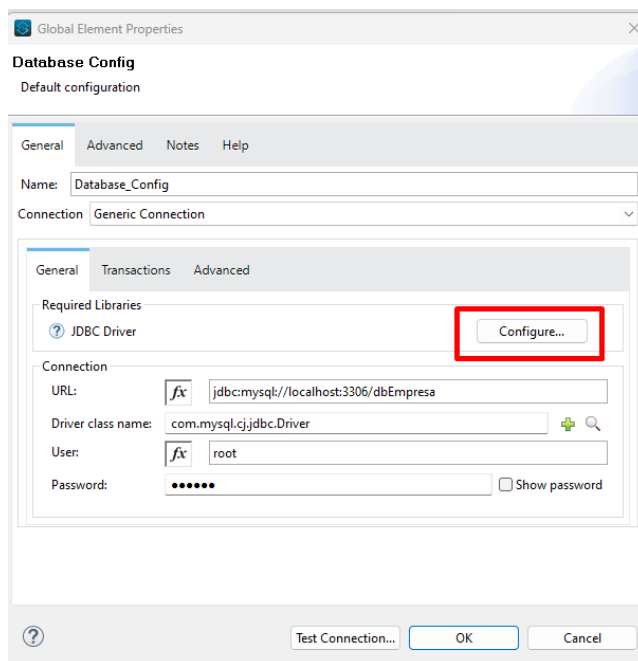 Global Element Properties
Database Config
Default configuration
General Advanced Notes Help
Name: Database_Config
Connection Generic Connection
General Transactions Advanced
Required Libraries
? JDBC Driver Configure...
Connection
URL: fx jdbc:mysql://localhost:3306/dbEmpresa
Driver class name: com.mysql.cj.jdbc.Driver
User: fx root
Password: •••••• Show password
? Test Connection... OK Cancel